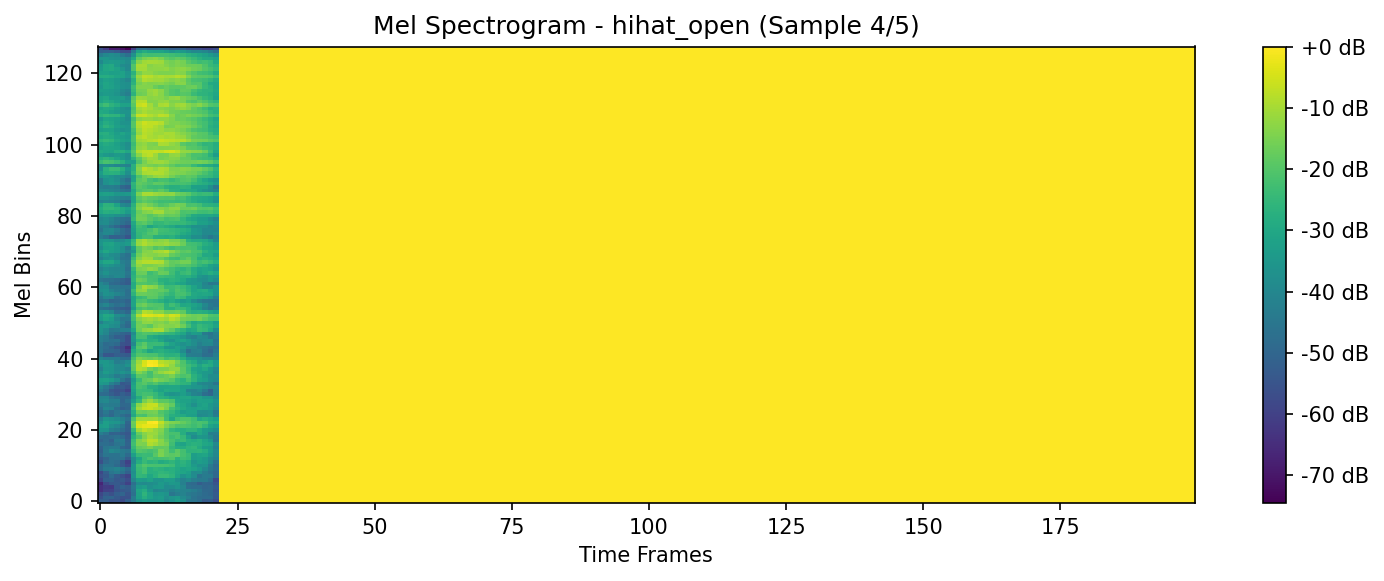 Mel Spectrogram - hihat_open (Sample 4/5)
Mel Bins
120
100
80
60
40
20
0
0 25 50 75 100 125 150 175
Time Frames
+0 dB
-10 dB
-20 dB
-30 dB
-40 dB
-50 dB
-60 dB
-70 dB